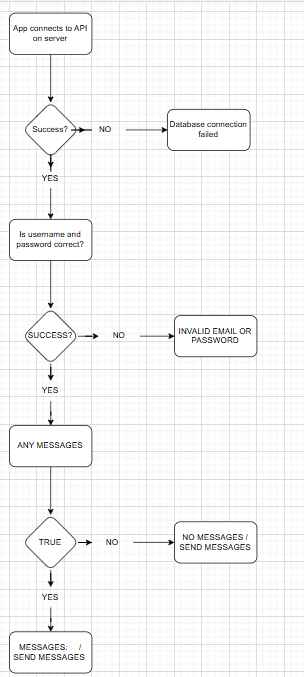 App connects to API
on server
Success?
NO
Database connection
failed
YES
Is username and
password correct?
SUCCESS?
NO
INVALID EMAIL OR
PASSWORD
YES
ANY MESSAGES
TRUE
NO
NO MESSAGES /
SEND MESSAGES
YES
MESSAGES: /
SEND MESSAGES